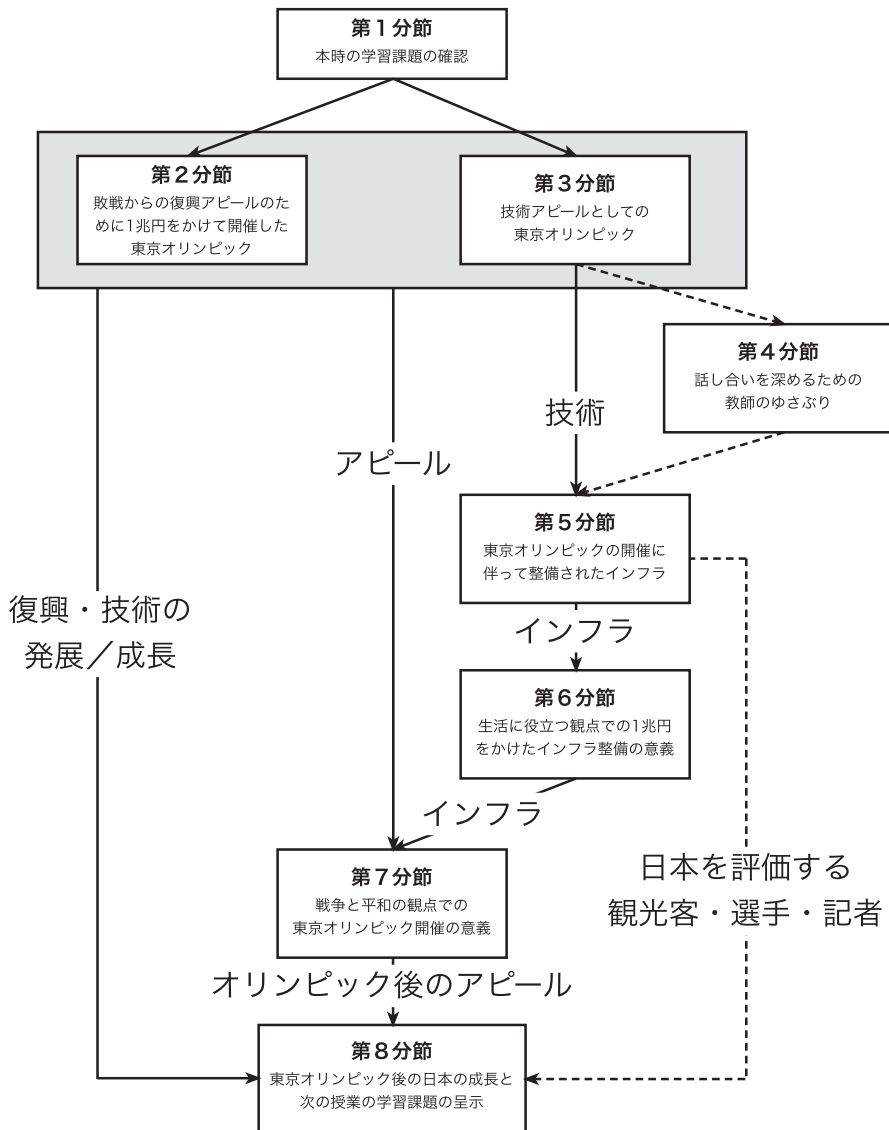 第1分節
本時の学習課題の確認
第2分節
敗戦からの復興アピールのた
めに1兆円をかけて開催した
東京オリンピック
第3分節
技術アピールとしての
東京オリンピック
第4分節
話し合いを深めるための
教師のゆさぶり
技術
アピール
第5分節
東京オリンピックの開催に
伴って整備されたインフラ
復興・技術の
発展/成長
インフラ
第6分節
生活に役立つ観点での1兆円
をかけたインフラ整備の意義
インフラ
第7分節
戦争と平和の観点での
東京オリンピック開催の意義
日本を評価する
観光客・選手・記者
オリンピック後のアピール
第8分節
東京オリンピック後の日本の成長と
次の授業の学習課題の呈示